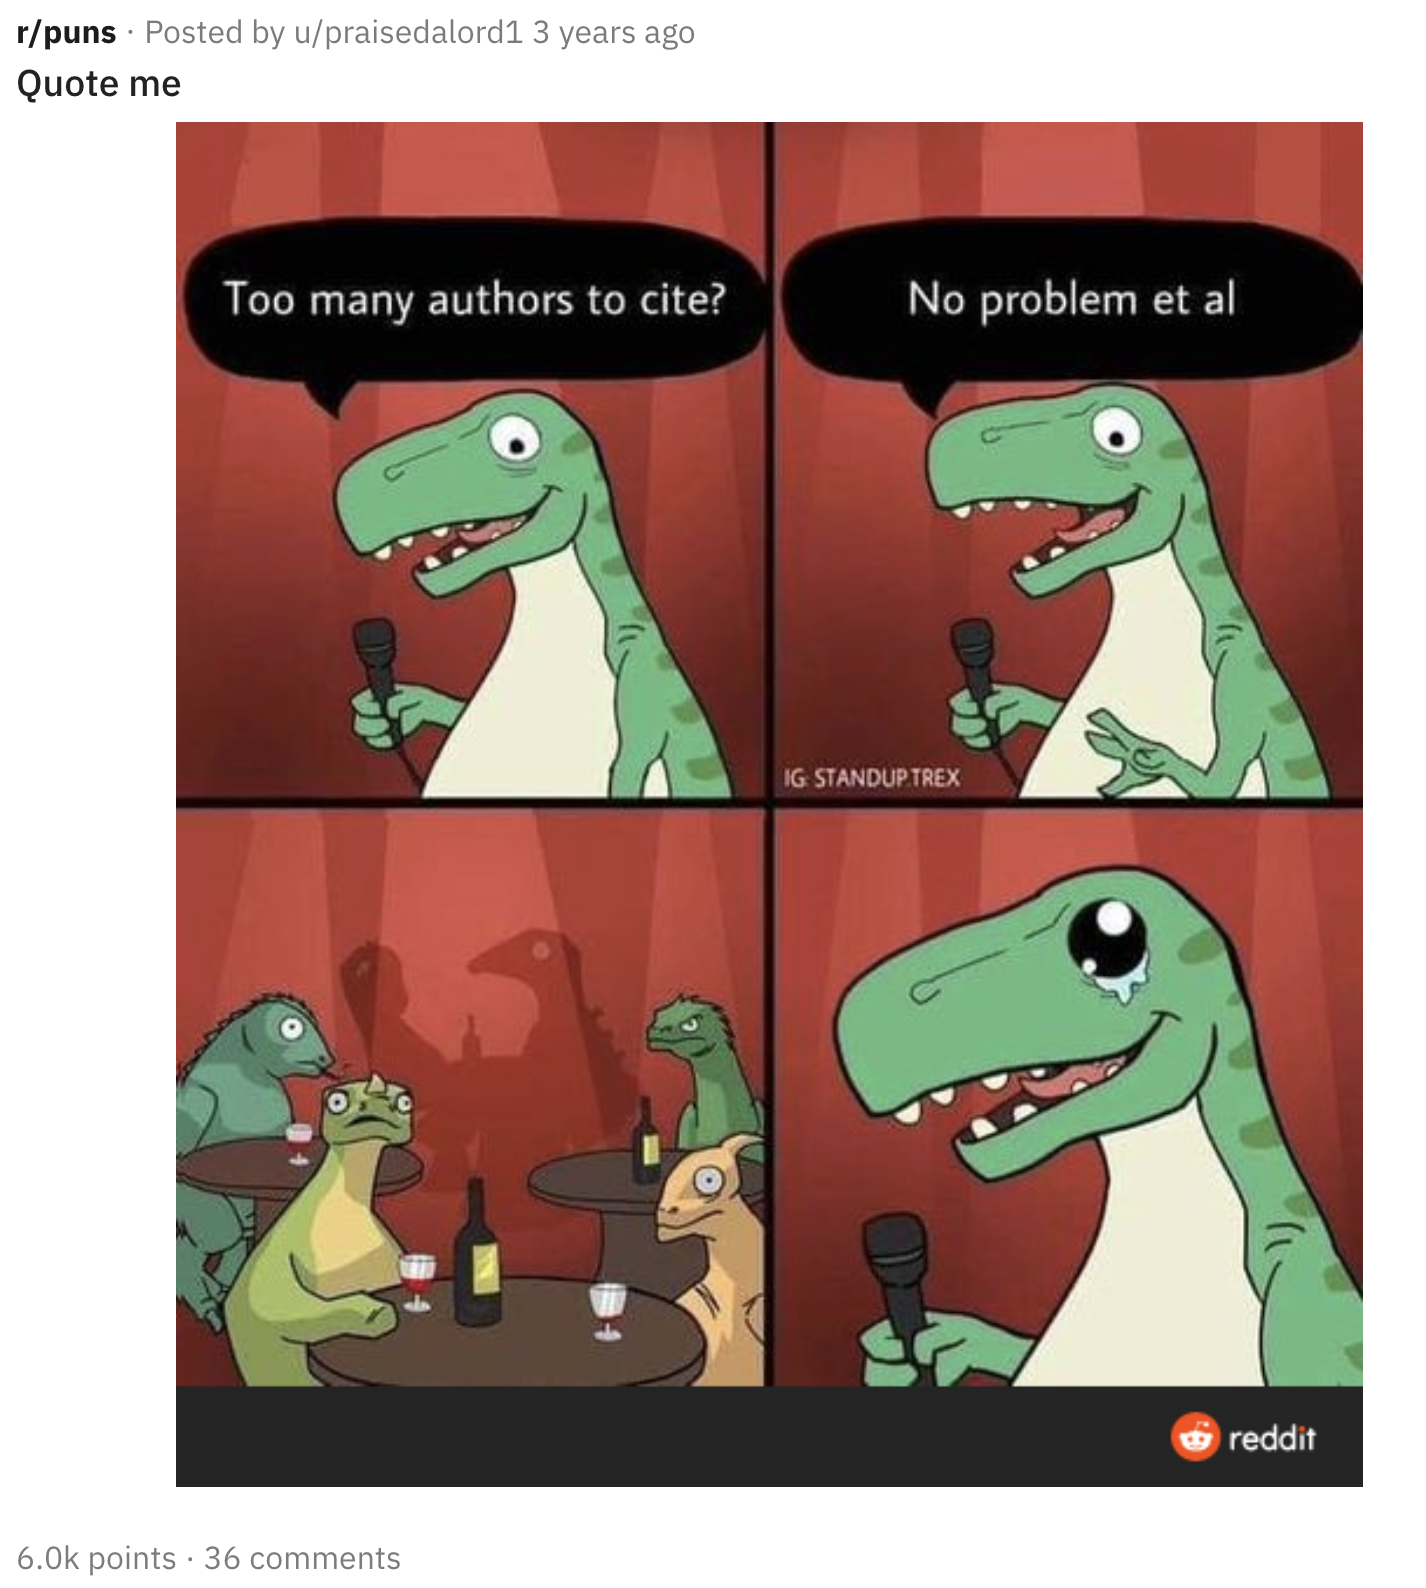 r/puns · Posted by u/praisedalord1 3 years ago
Quote me
Too many authors to cite?
No problem et al
IG: STANDUP.TREX
reddit
6.0k points · 36 comments